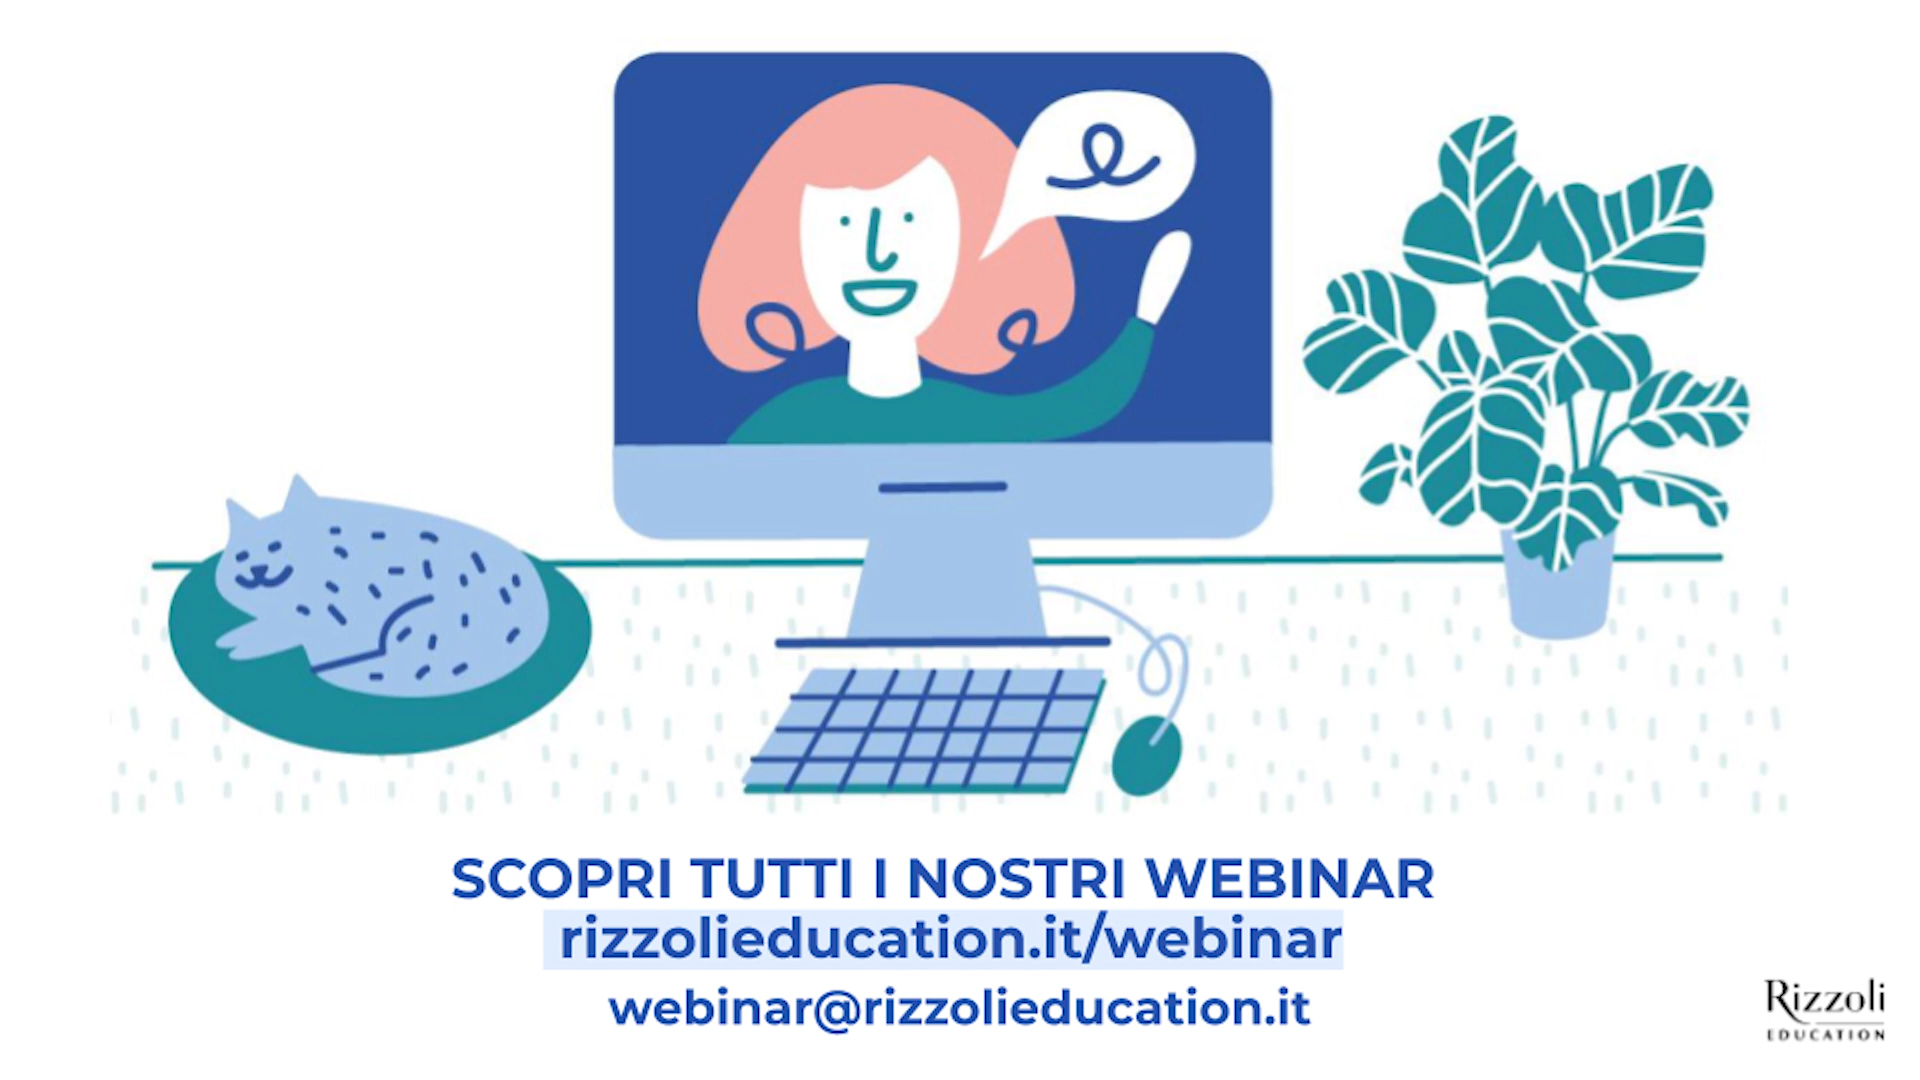 SCOPRI TUTTI I NOSTRI WEBINAR
rizzolieducation.it/webinar
webinar@rizzolieducation.it
Rizzoli
EDUCATION